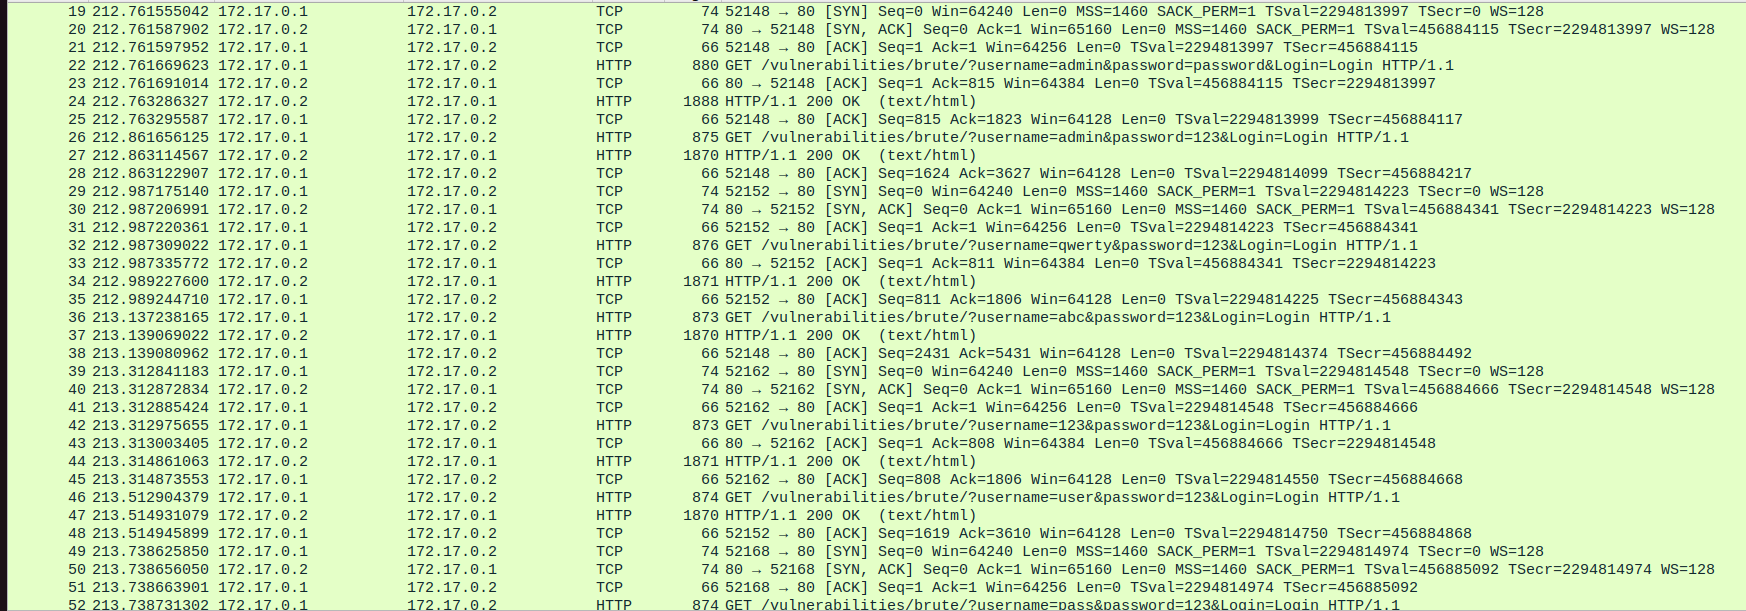 19 212.761555042 172.17.0.1 172.17.0.2 TCP 74 52148 → 80 [SYN] Seq=0 Win=64240 Len=0 MSS=1460 SACK_PERM=1 TSval=2294813997 TSecr=0 WS=128
20 212.761587902 172.17.0.2 172.17.0.1 TCP 74 80 → 52148 [SYN, ACK] Seq=0 Ack=1 Win=65160 Len=0 MSS=1460 SACK_PERM=1 TSval=456884115 TSecr=2294813997 WS=128
21 212.761597952 172.17.0.1 172.17.0.2 TCP 66 52148 → 80 [ACK] Seq=1 Ack=1 Win=64256 Len=0 TSval=2294813997 TSecr=456884115
22 212.761669623 172.17.0.1 172.17.0.2 HTTP 880 GET /vulnerabilities/brute/?username=admin&password=password&Login=Login HTTP/1.1
23 212.761691014 172.17.0.2 172.17.0.1 TCP 66 80 → 52148 [ACK] Seq=1 Ack=815 Win=64384 Len=0 TSval=456884115 TSecr=2294813997
24 212.763286327 172.17.0.2 172.17.0.1 HTTP 1888 HTTP/1.1 200 OK (text/html)
25 212.763295587 172.17.0.1 172.17.0.2 TCP 66 52148 → 80 [ACK] Seq=815 Ack=1823 Win=64128 Len=0 TSval=2294813999 TSecr=456884117
26 212.861656125 172.17.0.1 172.17.0.2 HTTP 875 GET /vulnerabilities/brute/?username=admin&password=123&Login=Login HTTP/1.1
27 212.863114567 172.17.0.2 172.17.0.1 HTTP 1870 HTTP/1.1 200 OK (text/html)
28 212.863122907 172.17.0.1 172.17.0.2 TCP 66 52148 → 80 [ACK] Seq=1624 Ack=3627 Win=64128 Len=0 TSval=2294814099 TSecr=456884217
29 212.987175140 172.17.0.1 172.17.0.2 TCP 74 52152 → 80 [SYN] Seq=0 Win=64240 Len=0 MSS=1460 SACK_PERM=1 TSval=2294814223 TSecr=0 WS=128
30 212.987206991 172.17.0.2 172.17.0.1 TCP 74 80 → 52152 [SYN, ACK] Seq=0 Ack=1 Win=65160 Len=0 MSS=1460 SACK_PERM=1 TSval=456884341 TSecr=2294814223 WS=128
31 212.987220361 172.17.0.1 172.17.0.2 TCP 66 52152 → 80 [ACK] Seq=1 Ack=1 Win=64256 Len=0 TSval=2294814223 TSecr=456884341
32 212.987309022 172.17.0.1 172.17.0.2 HTTP 876 GET /vulnerabilities/brute/?username=qwerty&password=123&Login=Login HTTP/1.1
33 212.987335772 172.17.0.2 172.17.0.1 TCP 66 80 → 52152 [ACK] Seq=1 Ack=811 Win=64384 Len=0 TSval=456884341 TSecr=2294814223
34 212.989227600 172.17.0.2 172.17.0.1 HTTP 1871 HTTP/1.1 200 OK (text/html)
35 212.989244710 172.17.0.1 172.17.0.2 TCP 66 52152 → 80 [ACK] Seq=811 Ack=1806 Win=64128 Len=0 TSval=2294814225 TSecr=456884343
36 213.137238165 172.17.0.1 172.17.0.2 HTTP 873 GET /vulnerabilities/brute/?username=abc&password=123&Login=Login HTTP/1.1
37 213.139069022 172.17.0.2 172.17.0.1 HTTP 1870 HTTP/1.1 200 OK (text/html)
38 213.139080962 172.17.0.1 172.17.0.2 TCP 66 52148 → 80 [ACK] Seq=2431 Ack=5431 Win=64128 Len=0 TSval=2294814374 TSecr=456884492
39 213.312841183 172.17.0.1 172.17.0.2 TCP 74 52162 → 80 [SYN] Seq=0 Win=64240 Len=0 MSS=1460 SACK_PERM=1 TSval=2294814548 TSecr=0 WS=128
40 213.312872834 172.17.0.2 172.17.0.1 TCP 74 80 → 52162 [SYN, ACK] Seq=0 Ack=1 Win=65160 Len=0 MSS=1460 SACK_PERM=1 TSval=456884666 TSecr=2294814548 WS=128
41 213.312885424 172.17.0.1 172.17.0.2 TCP 66 52162 → 80 [ACK] Seq=1 Ack=1 Win=64256 Len=0 TSval=2294814548 TSecr=456884666
42 213.312975655 172.17.0.1 172.17.0.2 HTTP 873 GET /vulnerabilities/brute/?username=123&password=123&Login=Login HTTP/1.1
43 213.313003405 172.17.0.2 172.17.0.1 TCP 66 80 → 52162 [ACK] Seq=1 Ack=808 Win=64384 Len=0 TSval=456884666 TSecr=2294814548
44 213.314861063 172.17.0.2 172.17.0.1 HTTP 1871 HTTP/1.1 200 OK (text/html)
45 213.314873553 172.17.0.1 172.17.0.2 TCP 66 52162 → 80 [ACK] Seq=808 Ack=1806 Win=64128 Len=0 TSval=2294814550 TSecr=456884668
46 213.512904379 172.17.0.1 172.17.0.2 HTTP 874 GET /vulnerabilities/brute/?username=user&password=123&Login=Login HTTP/1.1
47 213.514931079 172.17.0.2 172.17.0.1 HTTP 1870 HTTP/1.1 200 OK (text/html)
48 213.514945899 172.17.0.1 172.17.0.2 TCP 66 52152 → 80 [ACK] Seq=1619 Ack=3610 Win=64128 Len=0 TSval=2294814750 TSecr=456884868
49 213.738625850 172.17.0.1 172.17.0.2 TCP 74 52168 → 80 [SYN] Seq=0 Win=64240 Len=0 MSS=1460 SACK_PERM=1 TSval=2294814974 TSecr=0 WS=128
50 213.738656050 172.17.0.2 172.17.0.1 TCP 74 80 → 52168 [SYN, ACK] Seq=0 Ack=1 Win=65160 Len=0 MSS=1460 SACK_PERM=1 TSval=456885092 TSecr=2294814974 WS=128
51 213.738663901 172.17.0.1 172.17.0.2 TCP 66 52168 → 80 [ACK] Seq=1 Ack=1 Win=64256 Len=0 TSval=2294814974 TSecr=456885092
52 213.738731302 172.17.0.1 172.17.0.2 HTTP 874 GET /vulnerabilities/brute/?username=pass&password=123&Login=Login HTTP/1.1